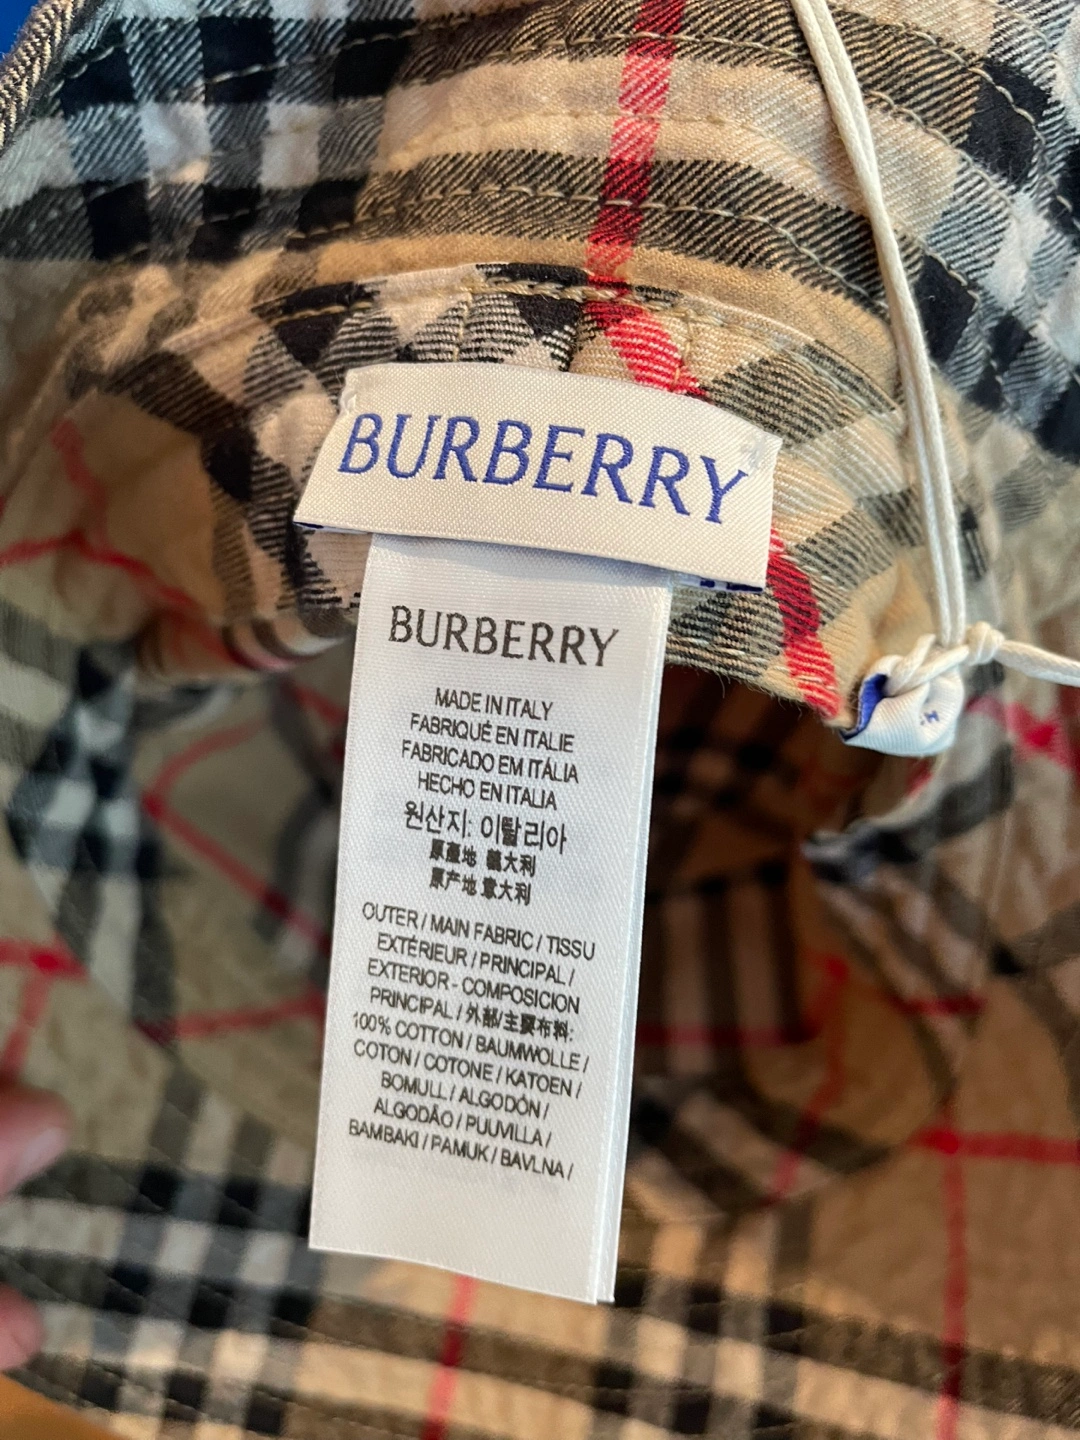 BURBERRY
BURBERRY
MADE IN ITALY
FABRIQUÉ EN ITALIE
FABRICADO EM ITÁLIA
HECHO EN ITALIA
원산지: 이탈리아
原產地 義大利
原产地 意大利
OUTER / MAIN FABRIC / TISSU
EXTÉRIEUR / PRINCIPAL /
EXTERIOR - COMPOSICION
PRINCIPAL / 外部/主要布料:
100% COTTON / BAUMWOLLE /
COTON / COTONE / KATOEN /
BOMULL / ALGODÓN /
ALGODÃO / PUUVILLA /
BAMBAKI / PAMUK / BAVLNA /